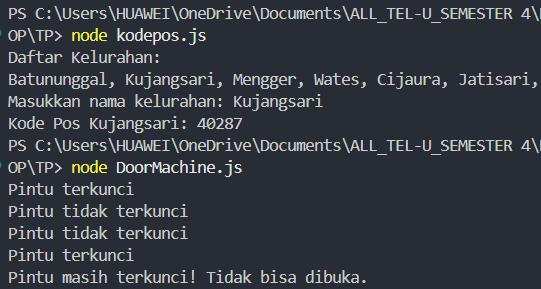 PS C:\Users\HUAWEI\OneDrive\Documents\ALL_TEL-U_SEMESTER 4\
OP\TP> node kodepos.js
Daftar Kelurahan:
Batununggal, Kujangsari, Mengger, Wates, Cijaura, Jatisari,
Masukkan nama kelurahan: Kujangsari
Kode Pos Kujangsari: 40287
PS C:\Users\HUAWEI\OneDrive\Documents\ALL_TEL-U_SEMESTER 4\
OP\TP> node DoorMachine.js
Pintu terkunci
Pintu tidak terkunci
Pintu tidak terkunci
Pintu terkunci
Pintu masih terkunci! Tidak bisa dibuka.